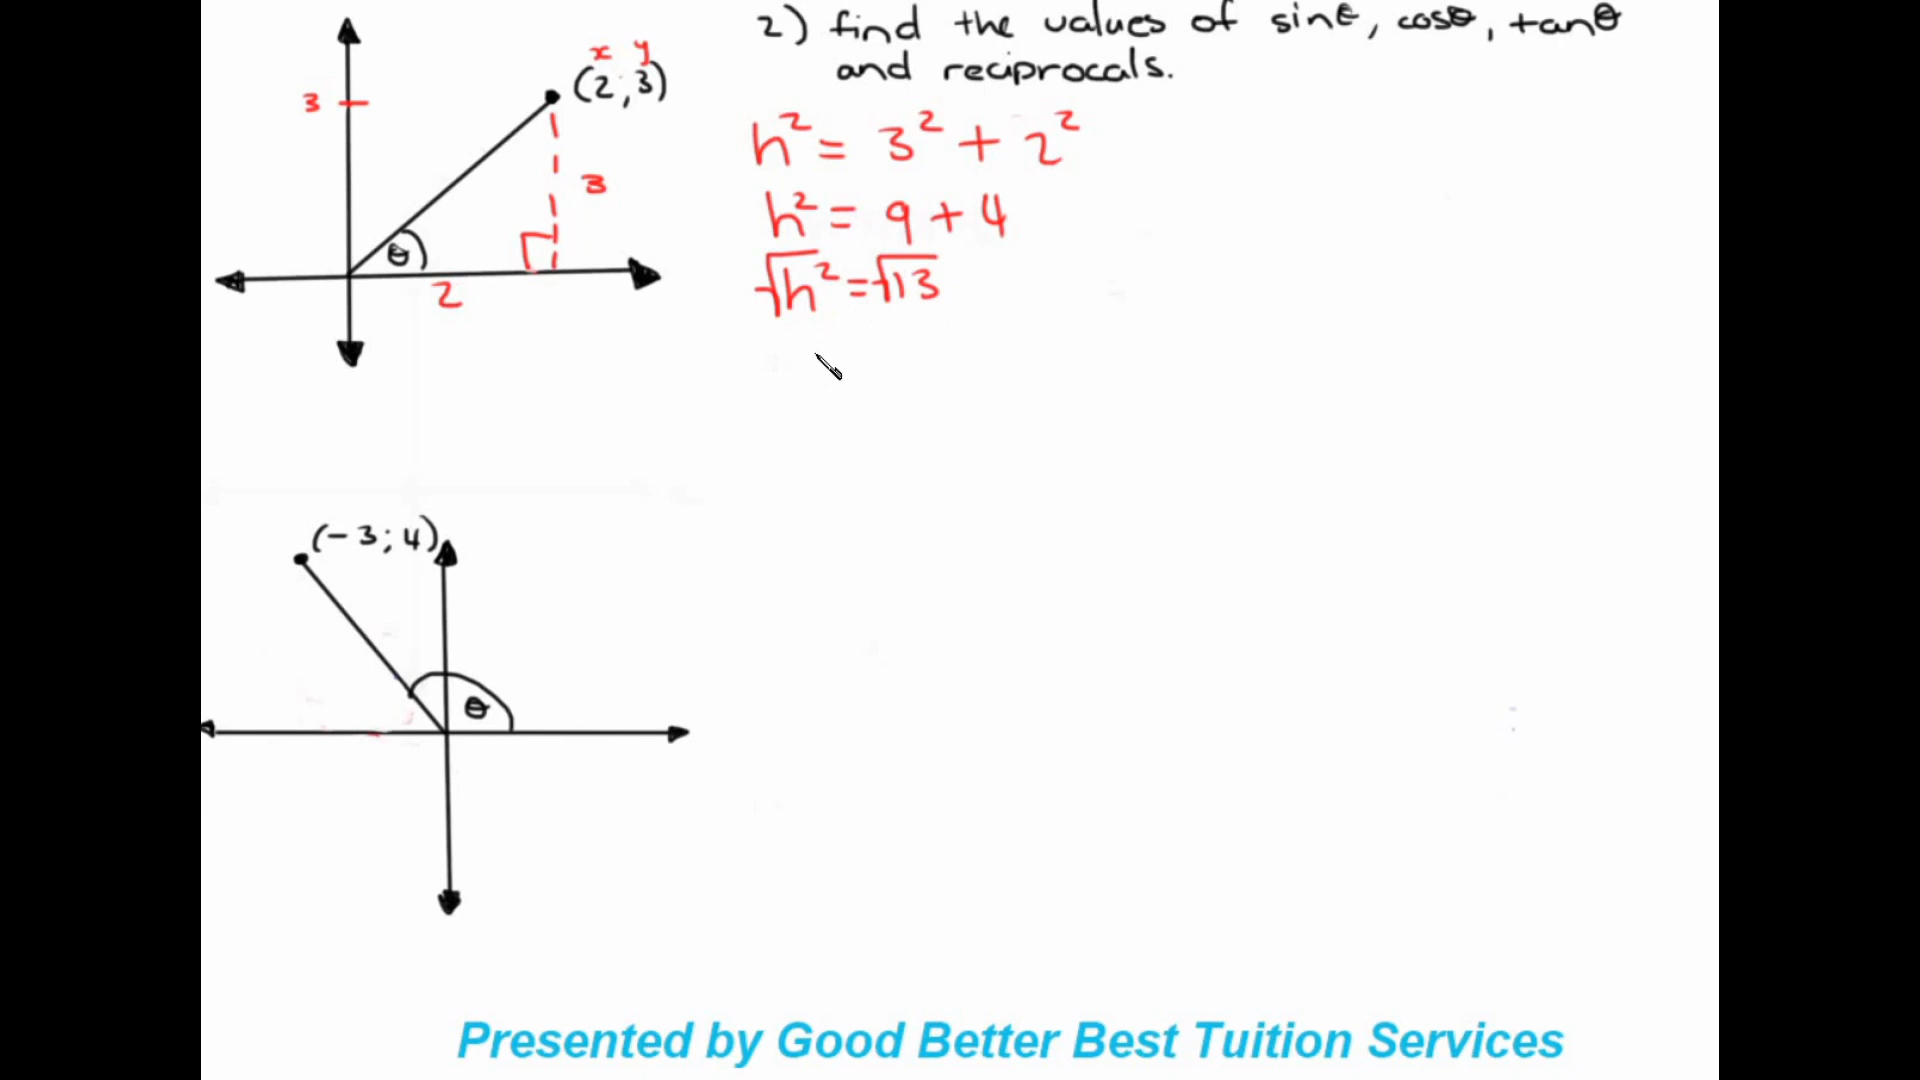 2) find the values of sinθ, cosθ, tanθ
and reciprocals.
x y
(2,3)
3
3
θ
2
h² = 3² + 2²
h² = 9 + 4
√h² = √13
(-3;4)
θ
Presented by Good Better Best Tuition Services